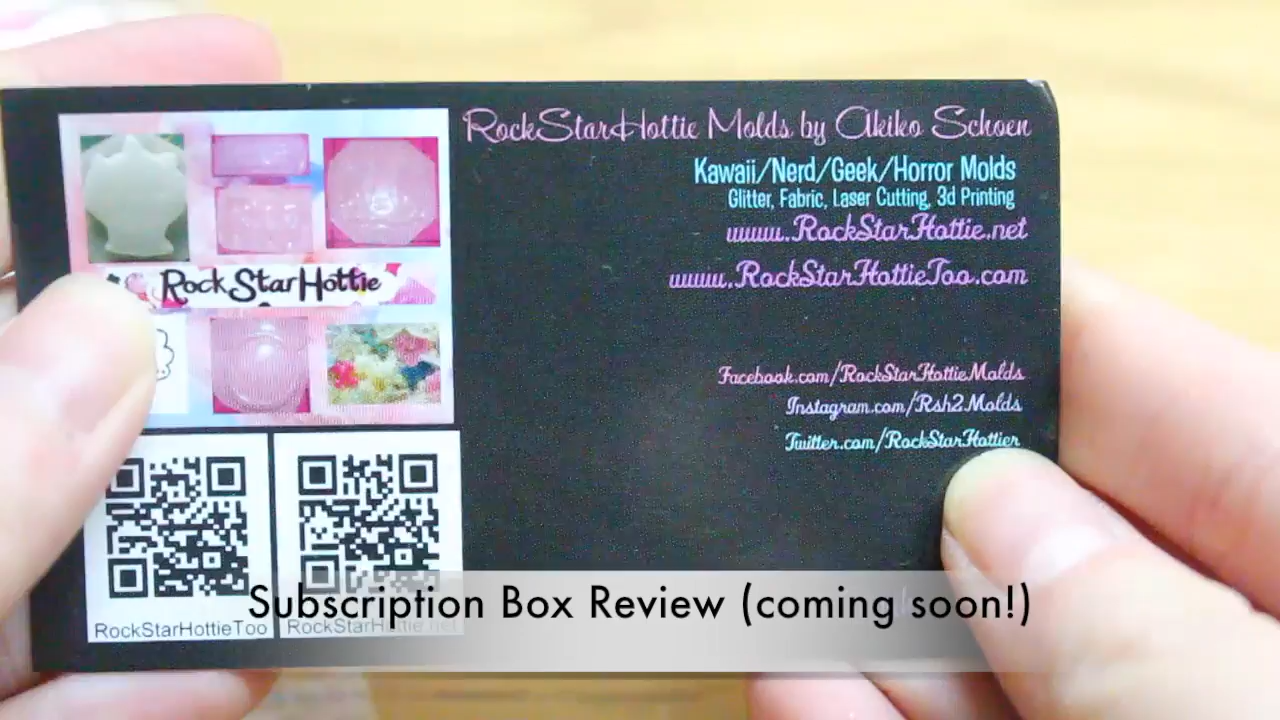 RockStarHottie Molds by Akiko Schoen
Kawaii/Nerd/Geek/Horror Molds
Glitter, Fabric, Laser Cutting, 3d Printing
www.RockStarHottie.net
www.RockStarHottieToo.com
RockStarHottie
Facebook.com/RockStarHottieMolds
Instagram.com/Rsh2Molds
Twitter.com/RockStarHottier
Subscription Box Review (coming soon!)
RockStarHottieToo
RockStarHottie.net